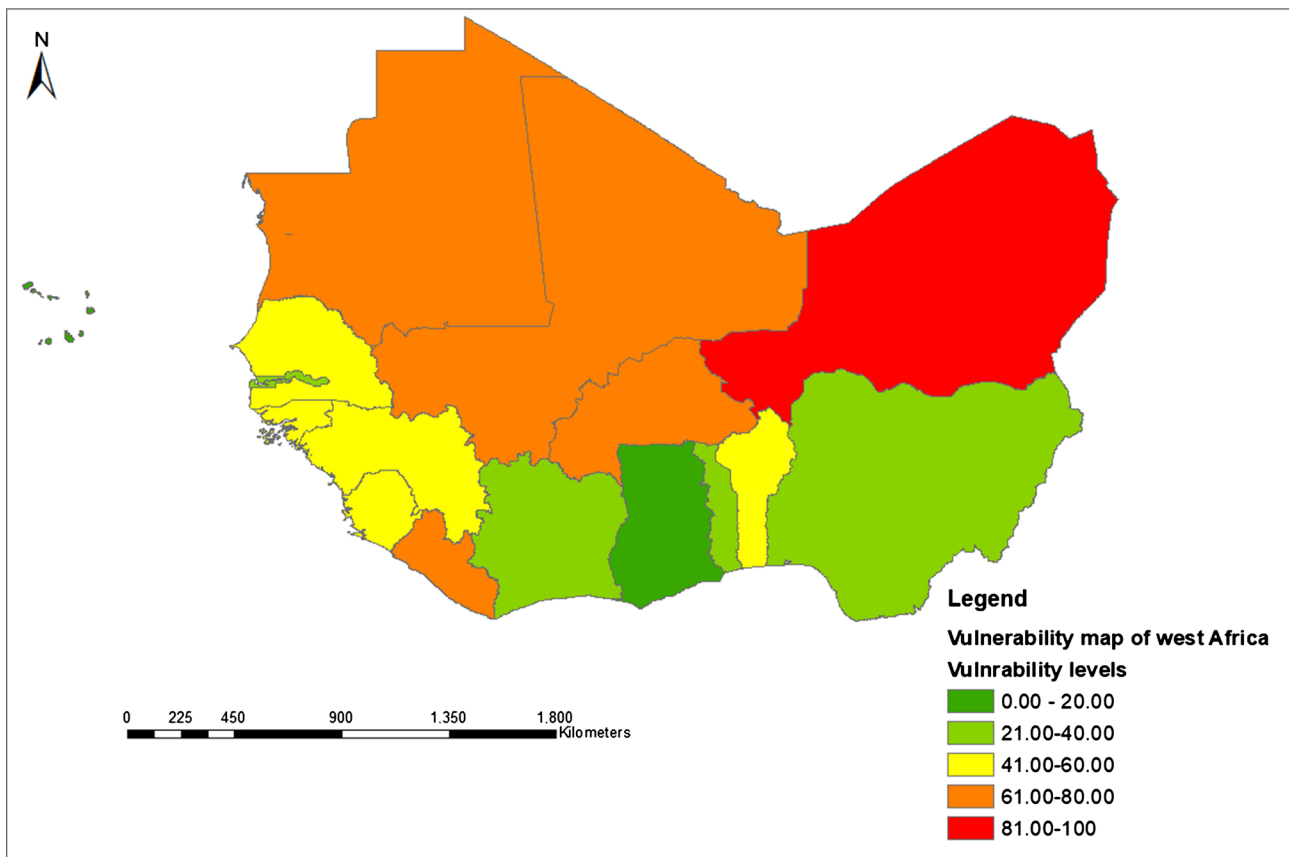 N
Legend
Vulnerability map of west Africa
Vulnrability levels
0.00 - 20.00
21.00-40.00
41.00-60.00
61.00-80.00
81.00-100
0 225 450 900 1.350 1.800
Kilometers